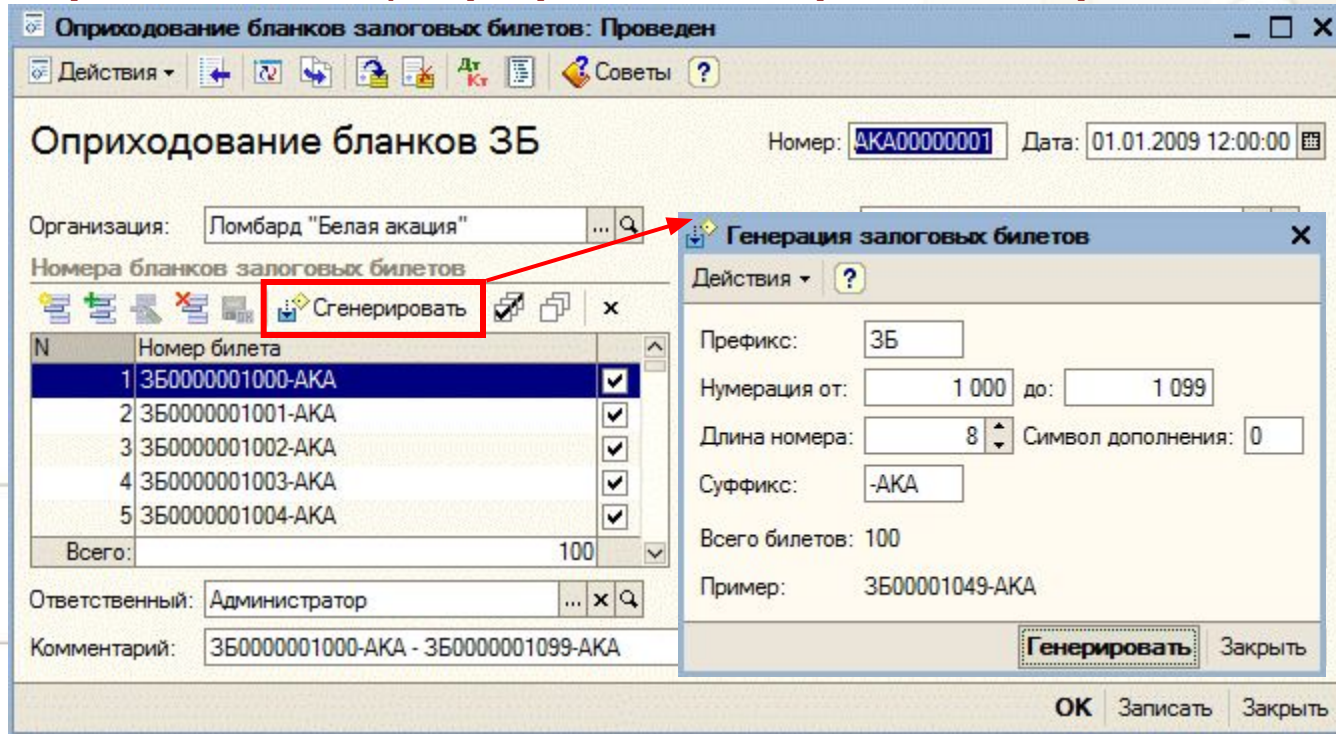 Оприходование бланков залоговых билетов: Проведен
Действия
Дт
Кт
Советы ?
Оприходование бланков ЗБ
Номер: АКА00000001 Дата: 01.01.2009 12:00:00
Организация: Ломбард "Белая акация" ...
Номера бланков залоговых билетов
Сгенерировать
N Номер билета
1 ЗБ0000001000-АКА
2 ЗБ0000001001-АКА
3 ЗБ0000001002-АКА
4 ЗБ0000001003-АКА
5 ЗБ0000001004-АКА
Всего: 100
Ответственный: Администратор ...
Комментарий: ЗБ0000001000-АКА - ЗБ0000001099-АКА
Генерация залоговых билетов
Действия ?
Префикс: ЗБ
Нумерация от: 1 000 до: 1 099
Длина номера: 8 Символ дополнения: 0
Суффикс: -АКА
Всего билетов: 100
Пример: ЗБ00001049-АКА
Генерировать Закрыть
ОК Записать Закрыть